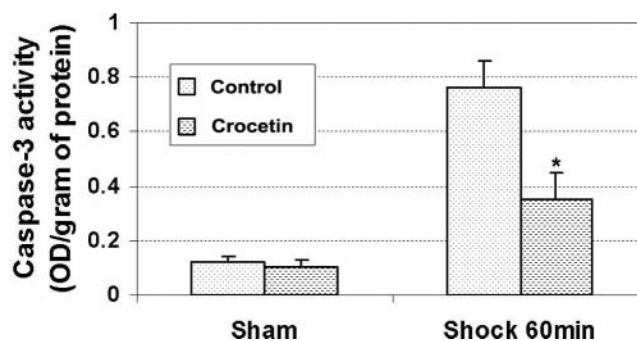 Caspase-3 activity
(OD/gram of protein)
1
0.8
0.6
0.4
0.2
0
Control
Crocetin
*
Sham
Shock 60min